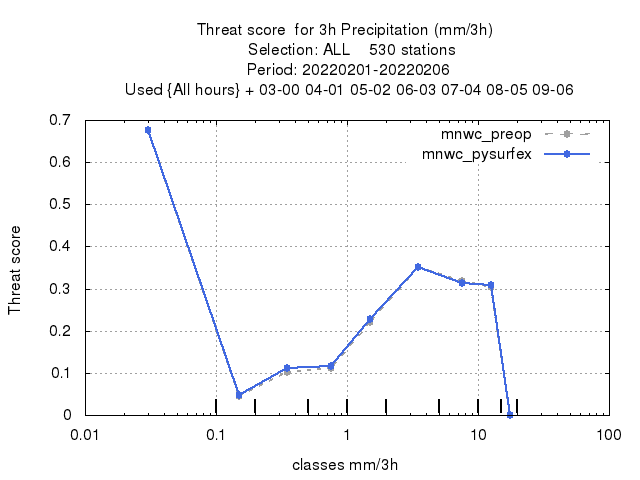 Threat score  for 3h Precipitation (mm/3h)
Selection: ALL    530 stations
Period: 20220201-20220206
Used {All hours} + 03-00 04-01 05-02 06-03 07-04 08-05 09-06
mnwc_preop
mnwc_pysurfex
0.7
0.6
0.5
0.4
0.3
0.2
0.1
0
Threat score
0.01
0.1
1
10
100
classes mm/3h